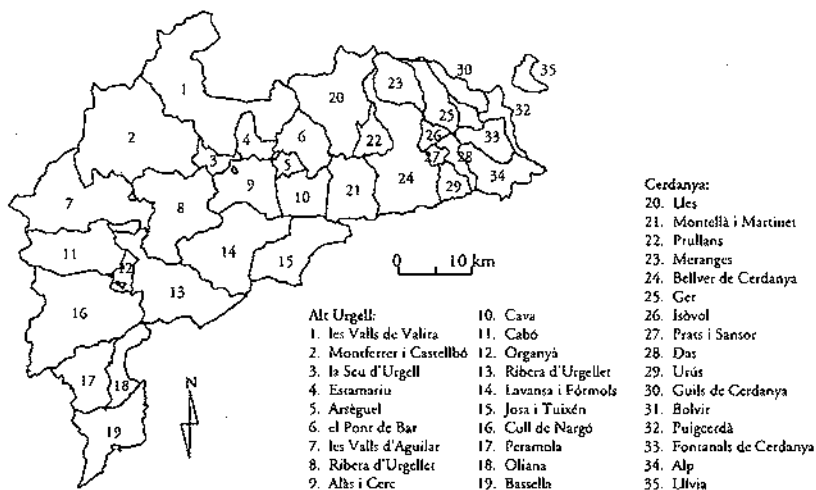 30
35
1
23
20
32
2
25
4
6
22
26
33
3
5
27
28
34
7
8
9
10
21
24
29
11
14
12
15
0 10 km
13
16
17
18
19
N
Alt Urgell:
1. les Valls de Valira
2. Montferrer i Castellbó
3. la Seu d'Urgell
4. Estamariu
5. Arsèguel
6. el Pont de Bar
7. les Valls d'Aguilar
8. Ribera d'Urgellet
9. Alàs i Cerc
10. Cava
11. Cabó
12. Organyà
13. Ribera d'Urgellet
14. Lavansa i Fórnols
15. Josa i Tuixén
16. Coll de Nargó
17. Peramola
18. Oliana
19. Bassella
Cerdanya:
20. Lles
21. Montellà i Martinet
22. Prullans
23. Meranges
24. Bellver de Cerdanya
25. Ger
26. Isòvol
27. Prats i Sansor
28. Das
29. Urús
30. Guils de Cerdanya
31. Bolvir
32. Puigcerdà
33. Fontanals de Cerdanya
34. Alp
35. Llívia